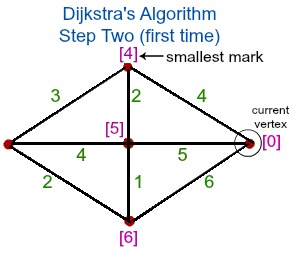 Dijkstra's Algorithm
Step Two (first time)
[4] smallest mark
3 2 4
current
vertex
[5] [0]
4 5
2 1 6
[6]